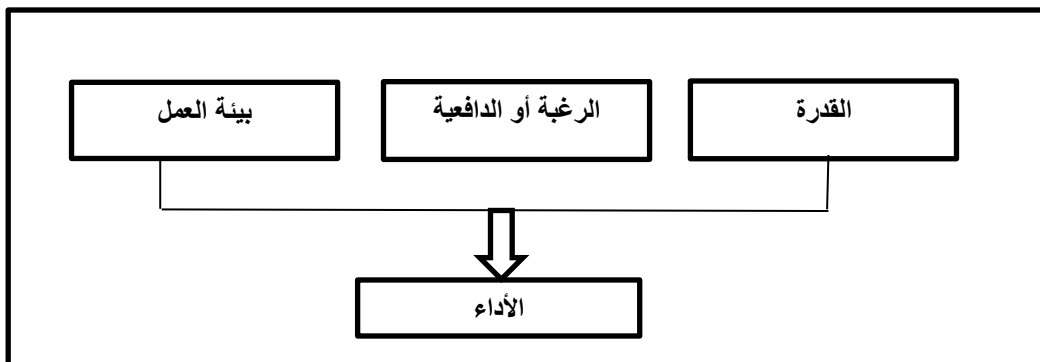 القدرة
الرغبة أو الدافعية
بيئة العمل
الأداء